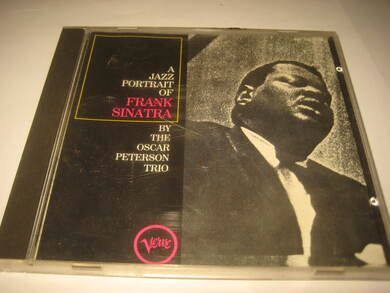 A
JAZZ
PORTRAIT
OF
FRANK
SINATRA
BY
THE
OSCAR
PETERSON
TRIO
Verve